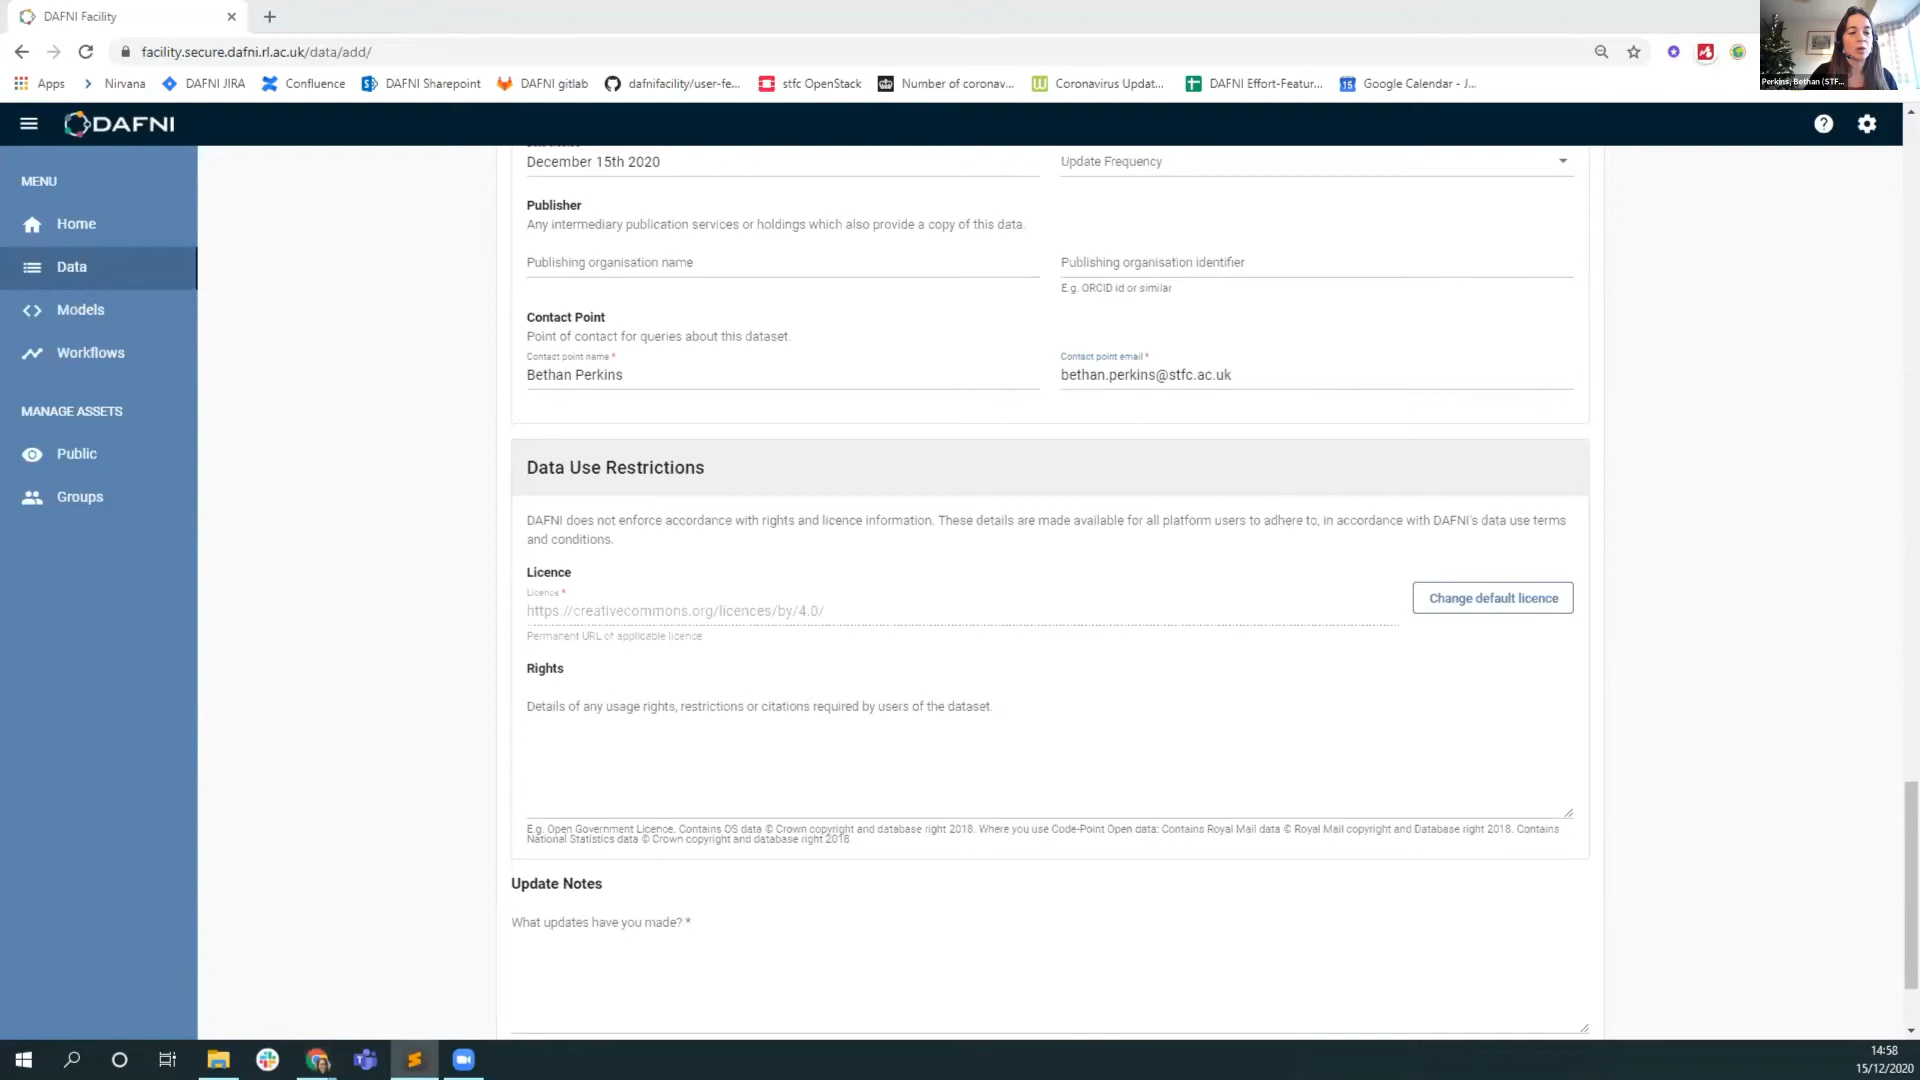 DAFNI Facility
facility.secure.dafni.rl.ac.uk/data/add/
Apps
Nirvana
DAFNI JIRA
Confluence
DAFNI Sharepoint
DAFNI gitlab
dafnifacility/user-fe...
stfc OpenStack
Number of coronav...
Coronavirus Updat...
DAFNI Effort-Featur...
15
Google Calendar - J...
Perkins, Bethan (STF...
DAFNI
MENU
Home
Data
Models
Workflows
MANAGE ASSETS
Public
Groups
December 15th 2020
Update Frequency
Publisher
Any intermediary publication services or holdings which also provide a copy of this data.
Publishing organisation name
Publishing organisation identifier
E.g. ORCID id or similar
Contact Point
Point of contact for queries about this dataset.
Contact point name *
Bethan Perkins
Contact point email *
bethan.perkins@stfc.ac.uk
Data Use Restrictions
DAFNI does not enforce accordance with rights and licence information. These details are made available for all platform users to adhere to, in accordance with DAFNI's data use terms
and conditions.
Licence
Licence *
https://creativecommons.org/licences/by/4.0/
Permanent URL of applicable licence
Change default licence
Rights
Details of any usage rights, restrictions or citations required by users of the dataset.
E.g. Open Government Licence. Contains OS data © Crown copyright and database right 2018. Where you use Code-Point Open data: Contains Royal Mail data © Royal Mail copyright and Database right 2018. Contains
National Statistics data © Crown copyright and database right 2018
Update Notes
What updates have you made? *
14:58
15/12/2020